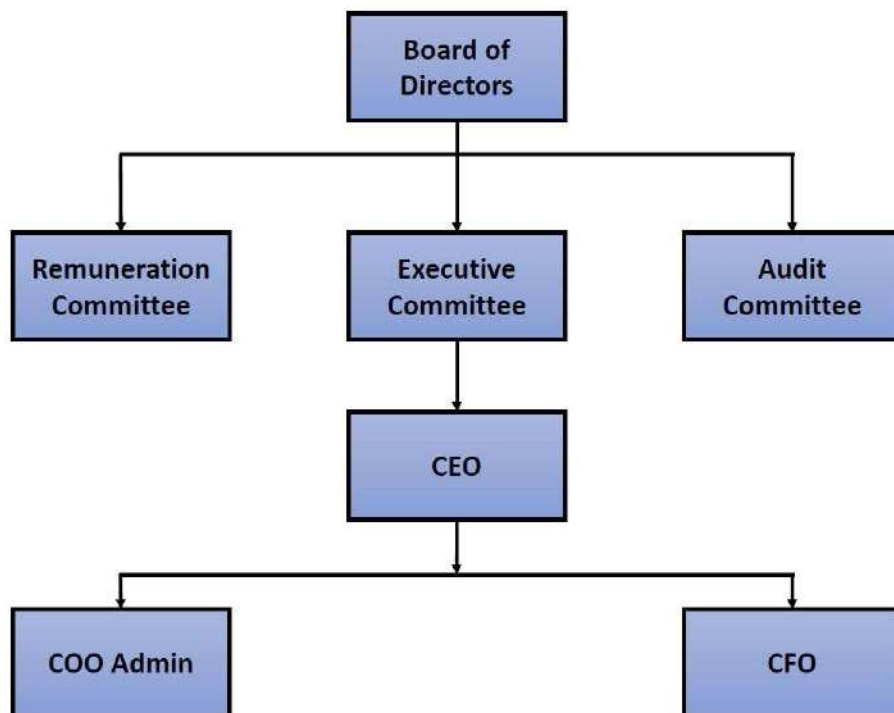 Board of
Directors
Remuneration
Committee
Executive
Committee
Audit
Committee
CEO
COO Admin
CFO